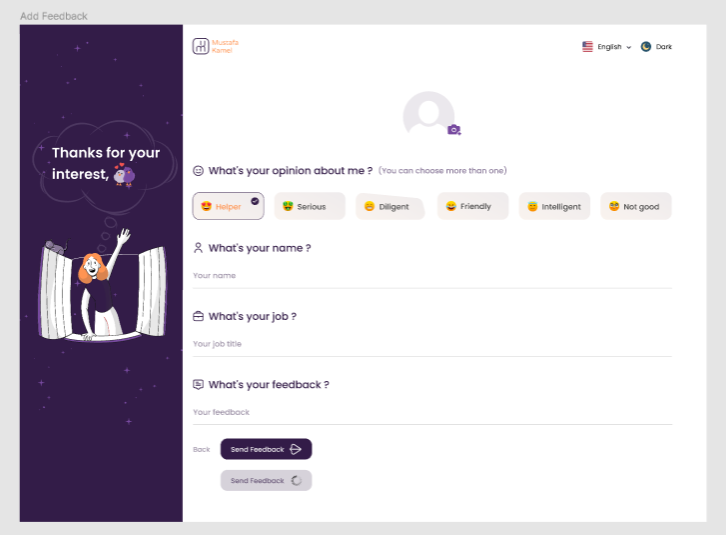 Add Feedback
Mustafa
Kamel
English
Dark
Thanks for your
interest,
What's your opinion about me ? (You can choose more than one)
Helper
Serious
Diligent
Friendly
Intelligent
Not good
What's your name ?
Your name
What's your job ?
Your job title
What's your feedback ?
Your feedback
Back
Send Feedback
Send Feedback